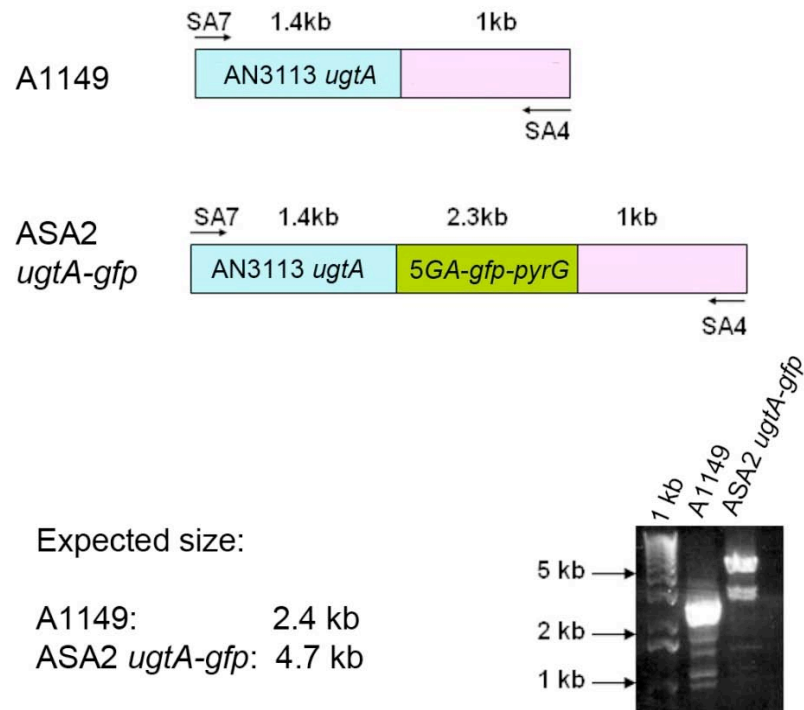 SA7 1.4kb 1kb
A1149
AN3113 ugtA
SA4
SA7 1.4kb 2.3kb 1kb
ASA2
ugtA-gfp
AN3113 ugtA 5GA-gfp-pyrG
SA4
1 kb A1149 ASA2 ugtA-gfp
Expected size:
5 kb
A1149: 2.4 kb
2 kb
ASA2 ugtA-gfp: 4.7 kb
1 kb